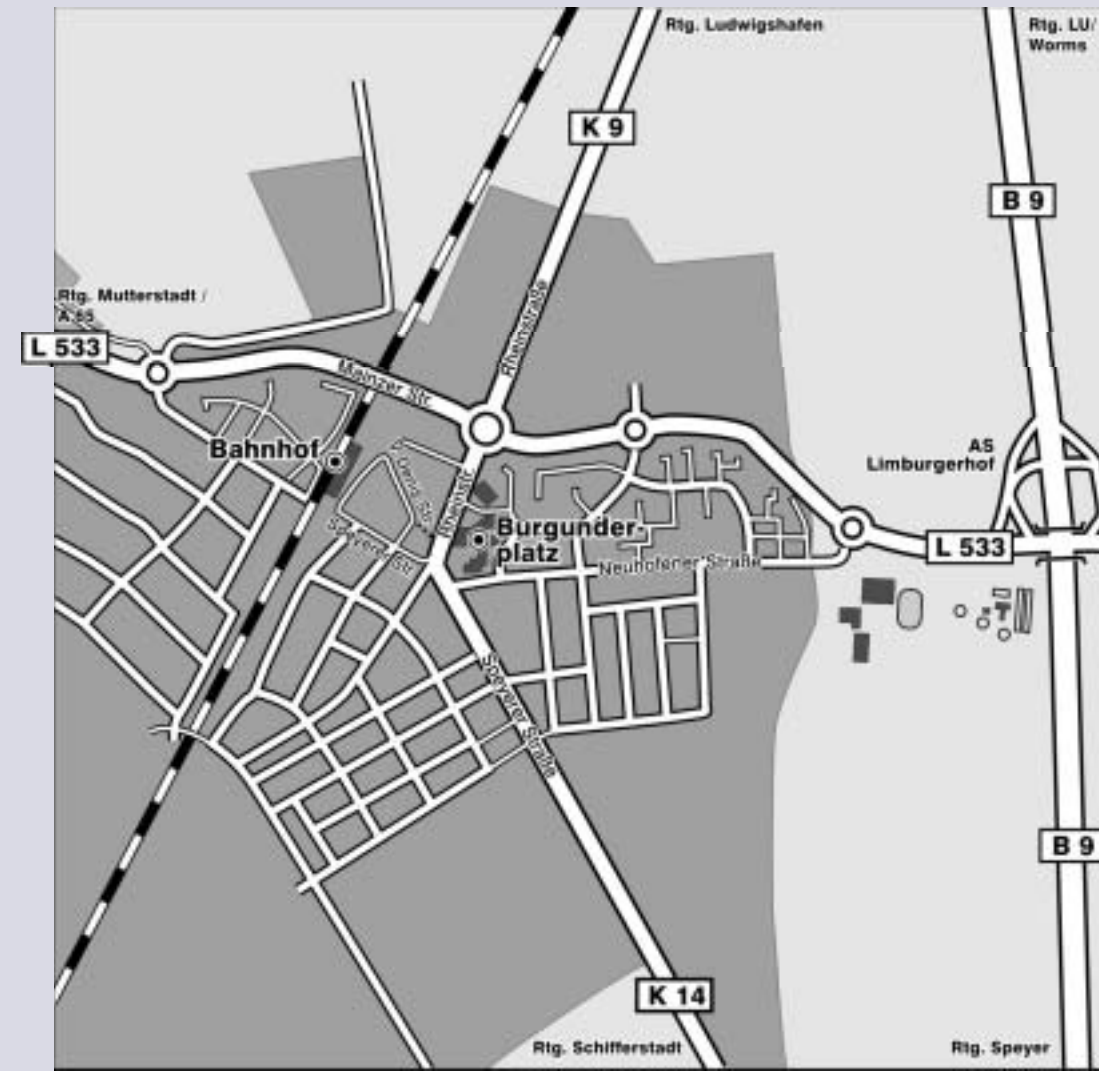 Rtg. Ludwigshafen
Rtg. LU/
Worms
K 9
B 9
Rtg. Mutterstadt /
A 65
L 533
Rheinstraße
Mainzer Str.
Bahnhof
AS
Limburgerhof
Rheinstr.
Burgunder-
platz
Speyerer Str.
L 533
Neuhofener Straße
Speyerer Straße
B 9
K 14
Rtg. Schifferstadt
Rtg. Speyer